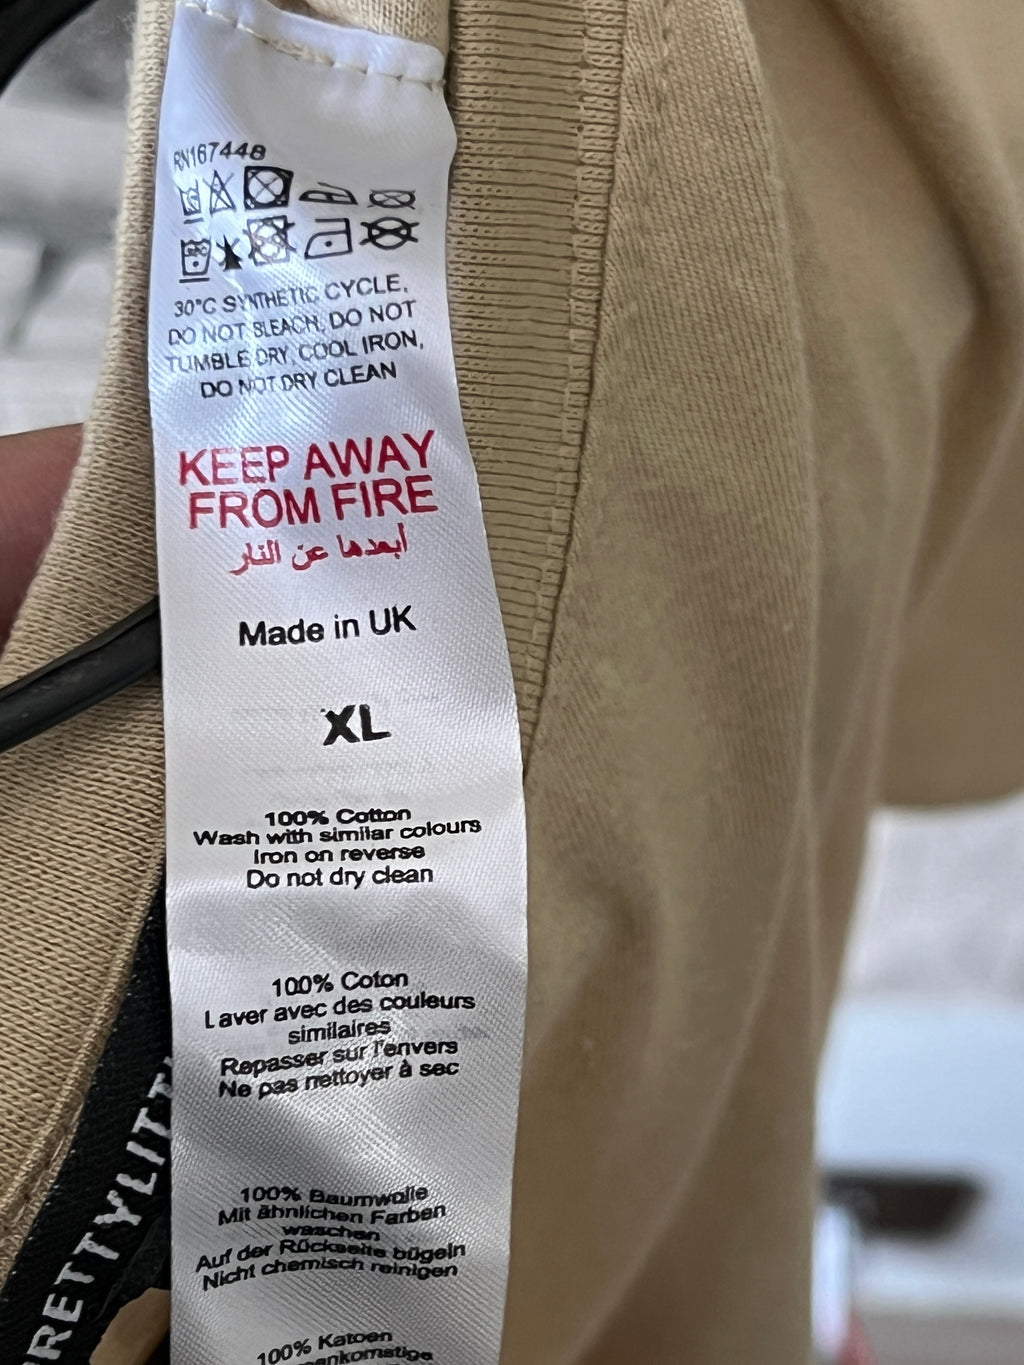 RN167448
30°C SYNTHETIC CYCLE,
DO NOT BLEACH, DO NOT
TUMBLE DRY, COOL IRON,
DO NOT DRY CLEAN
KEEP AWAY
FROM FIRE
أبعدها عن النار
Made in UK
XL
100% Cotton
Wash with similar colours
Iron on reverse
Do not dry clean
100% Coton
Laver avec des couleurs
similaires
Repasser sur l'envers
Ne pas nettoyer à sec
100% Baumwolle
Mit ähnlichen Farben
waschen
Auf der Rückseite bügeln
Nicht chemisch reinigen
100% Katoen
RETTYLITT